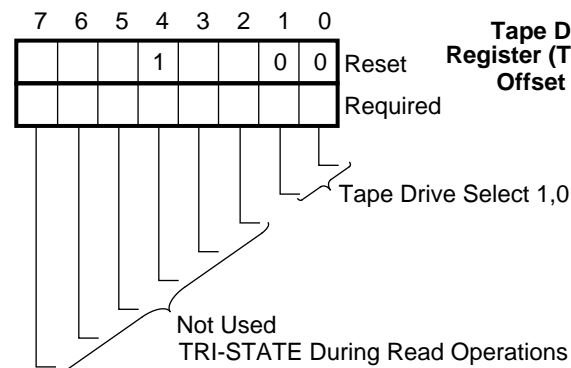 7 6 5 4 3 2 1 0
Tape D
Register (T
Offset
1 0 0 Reset
Required
Tape Drive Select 1,0
Not Used
TRI-STATE During Read Operations